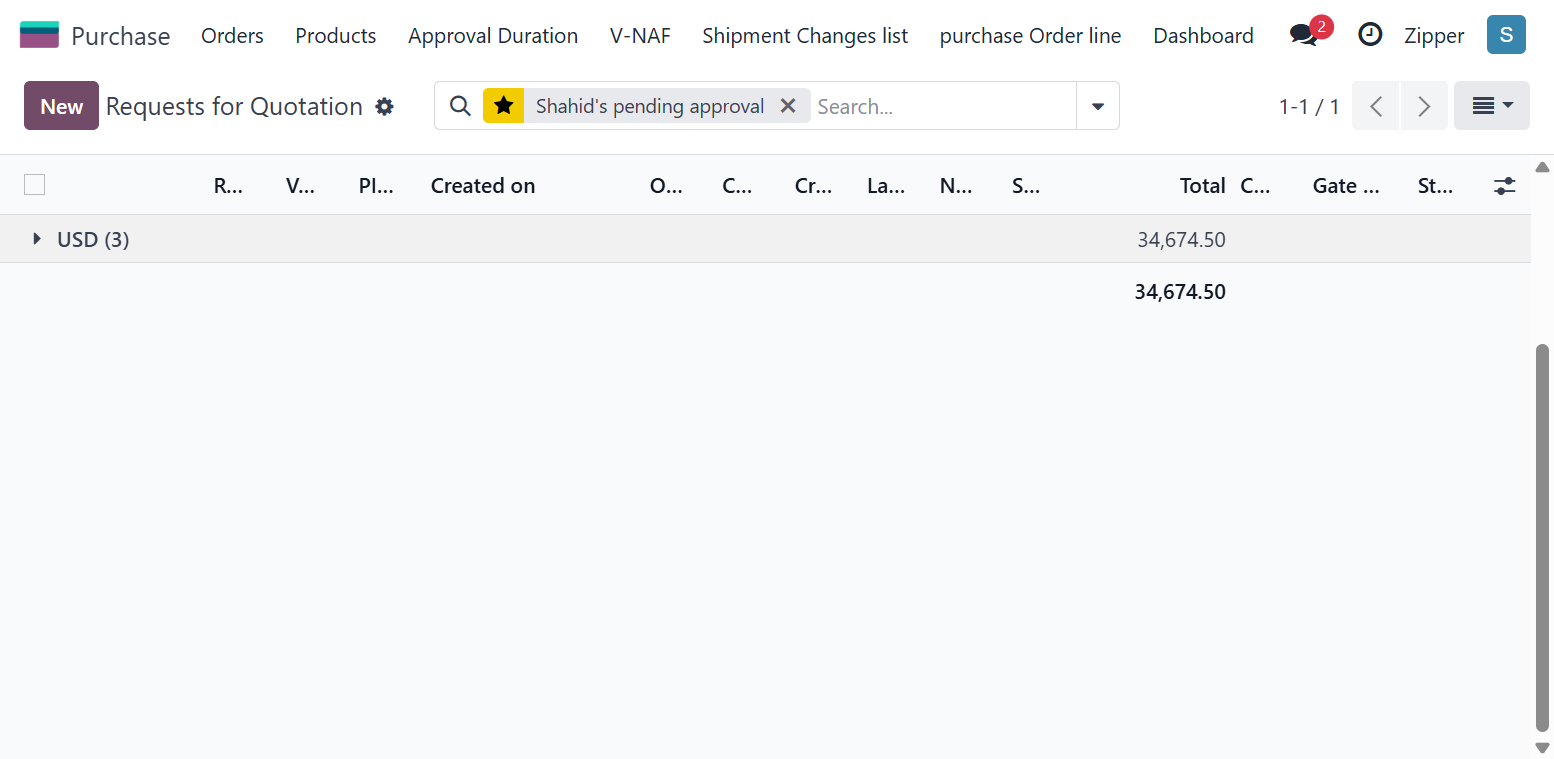 Purchase Orders Products Approval Duration V-NAF Shipment Changes list purchase Order line Dashboard 2 Zipper S
New Requests for Quotation Shahid's pending approval Search... 1-1 / 1
R... V... Pl... Created on O... C... Cr... La... N... S... Total C... Gate ... St...
USD (3) 34,674.50
34,674.50